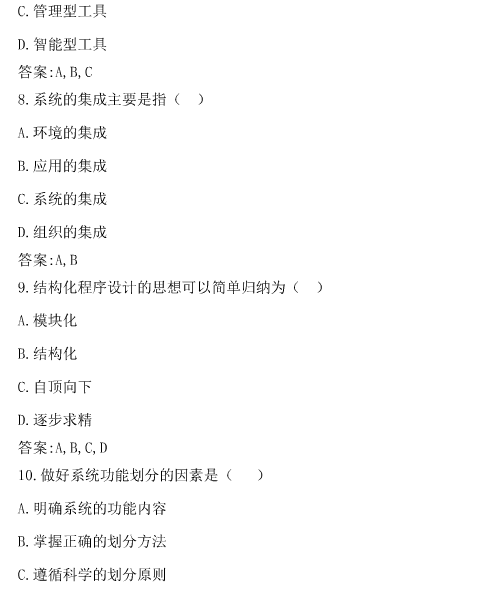 C.管理型工具
D.智能型工具
答案:A,B,C
8.系统的集成主要是指（　）
A.环境的集成
B.应用的集成
C.系统的集成
D.组织的集成
答案:A,B
9.结构化程序设计的思想可以简单归纳为（　）
A.模块化
B.结构化
C.自顶向下
D.逐步求精
答案:A,B,C,D
10.做好系统功能划分的因素是（　）
A.明确系统的功能内容
B.掌握正确的划分方法
C.遵循科学的划分原则